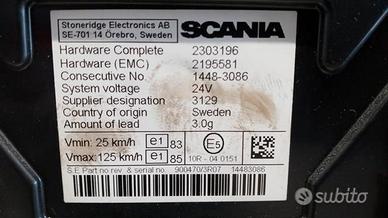 Stoneridge Electronics AB
SE-701 14 Örebro, Sweden
SCANIA
Hardware Complete 2303196
Hardware (EMC) 2195581
Consecutive No 1448-3086
System voltage 24V
Supplier designation 3129
Country of origin Sweden
Amount of lead 3.0g
Vmin: 25 km/h e1 83
Vmax: 125 km/h e1 85
E5
10R - 04 0151
S.E Part no rev. & serial no. 900470/3R07 14483086
subito